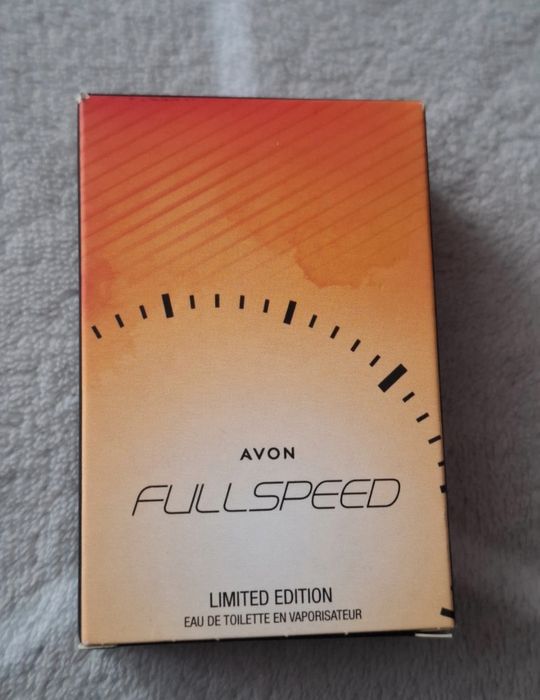 AVON
FULLSPEED
LIMITED EDITION
EAU DE TOILETTE EN VAPORISATEUR